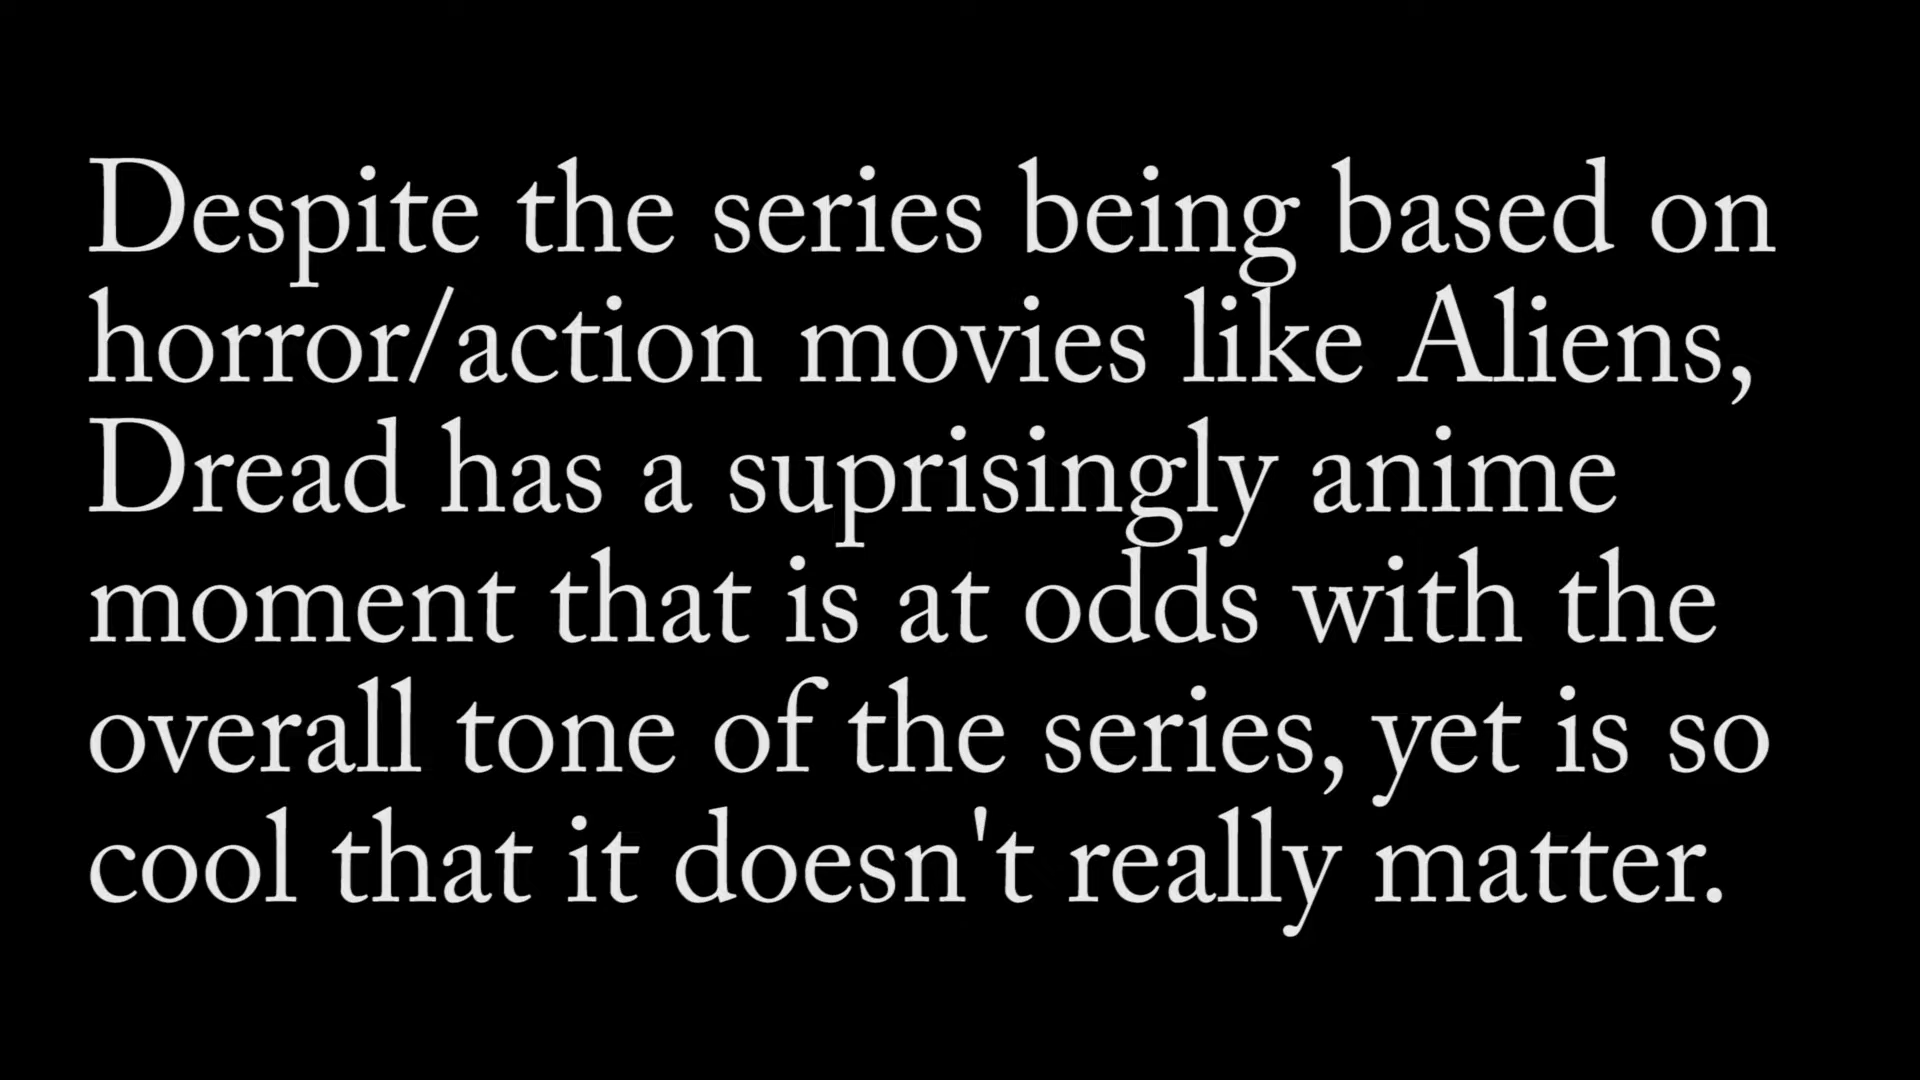 Despite the series being based on
horror/action movies like Aliens,
Dread has a suprisingly anime
moment that is at odds with the
overall tone of the series, yet is so
cool that it doesn't really matter.